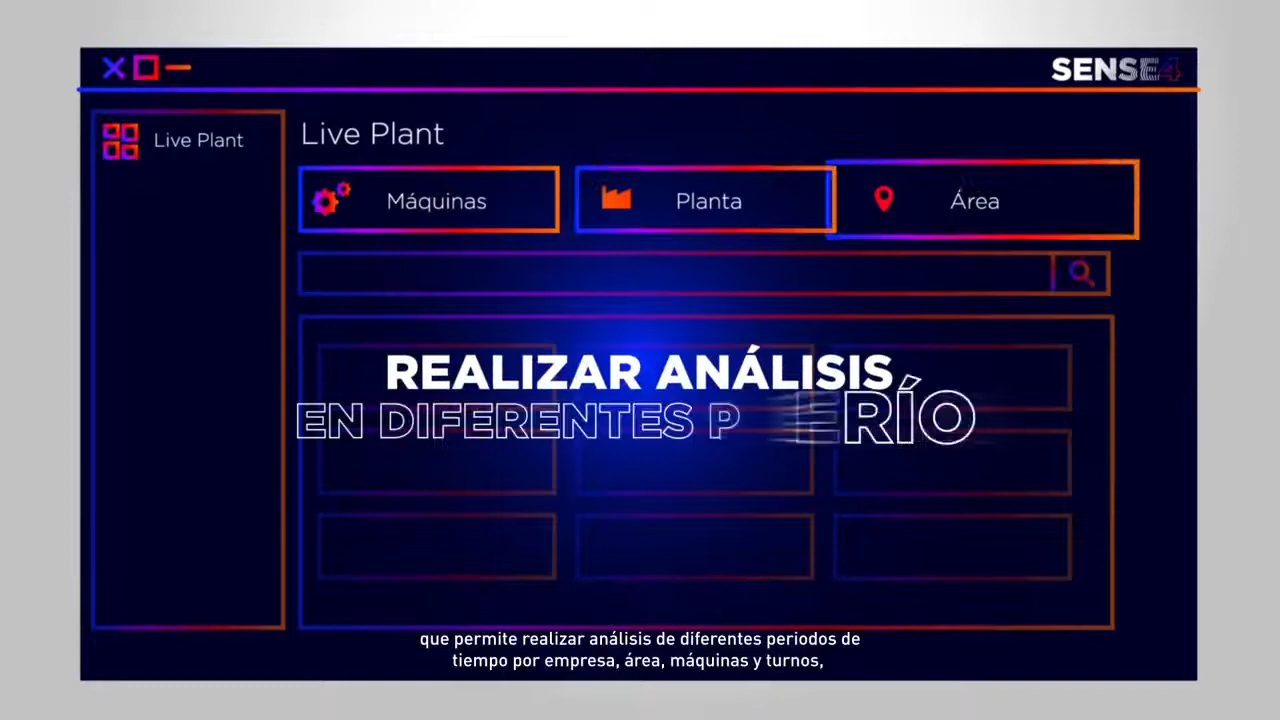 SENSE4
Live Plant
Live Plant
Máquinas
Planta
Área
REALIZAR ANÁLISIS
EN DIFERENTES P ERÍO
que permite realizar análisis de diferentes periodos de
tiempo por empresa, área, máquinas y turnos,